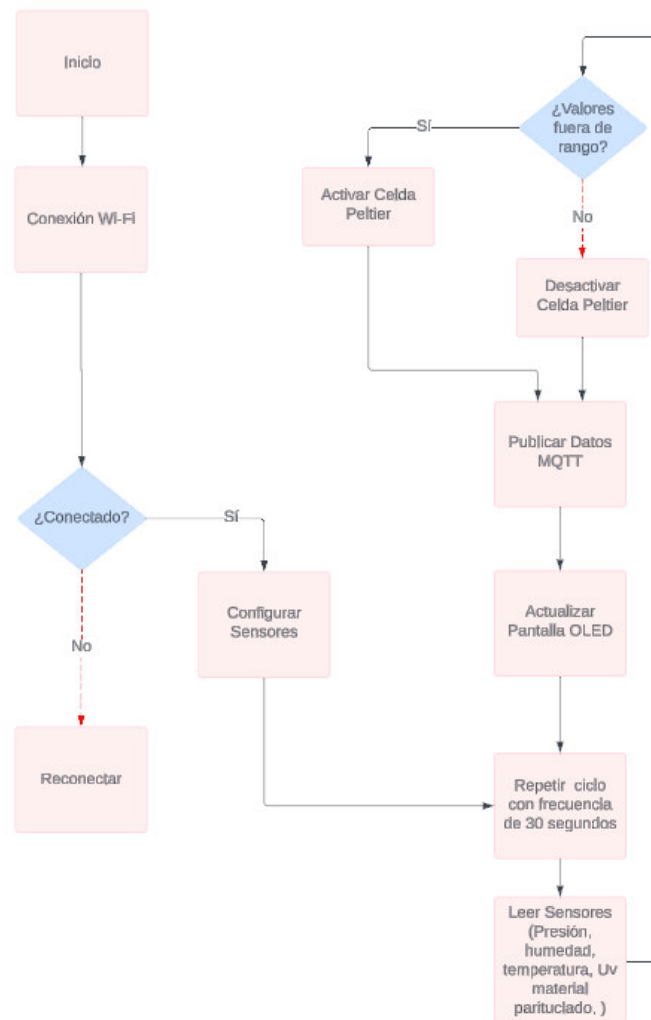 Inicio
Conexión Wi-Fi
¿Conectado?
Sí
No
Configurar
Sensores
Reconectar
¿Valores
fuera de
rango?
Sí
No
Activar Celda
Peltier
Desactivar
Celda Peltier
Publicar Datos
MQTT
Actualizar
Pantalla OLED
Repetir ciclo
con frecuencia
de 30 segundos
Leer Sensores
(Presión,
humedad,
temperatura, Uv
material
parituclado, )